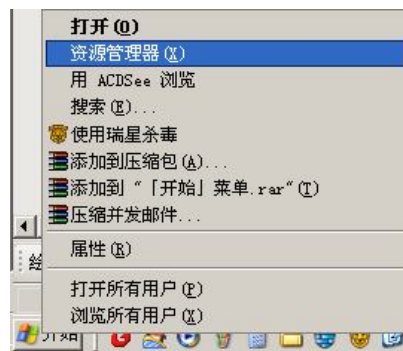 打开(O)
资源管理器(X)
用 ACDSee 浏览
搜索(E)...
使用瑞星杀毒
添加到压缩包(A)...
添加到“「开始」菜单.rar”(T)
压缩并发邮件...
属性(R)
绘
打开所有用户(P)
浏览所有用户(X)
开始